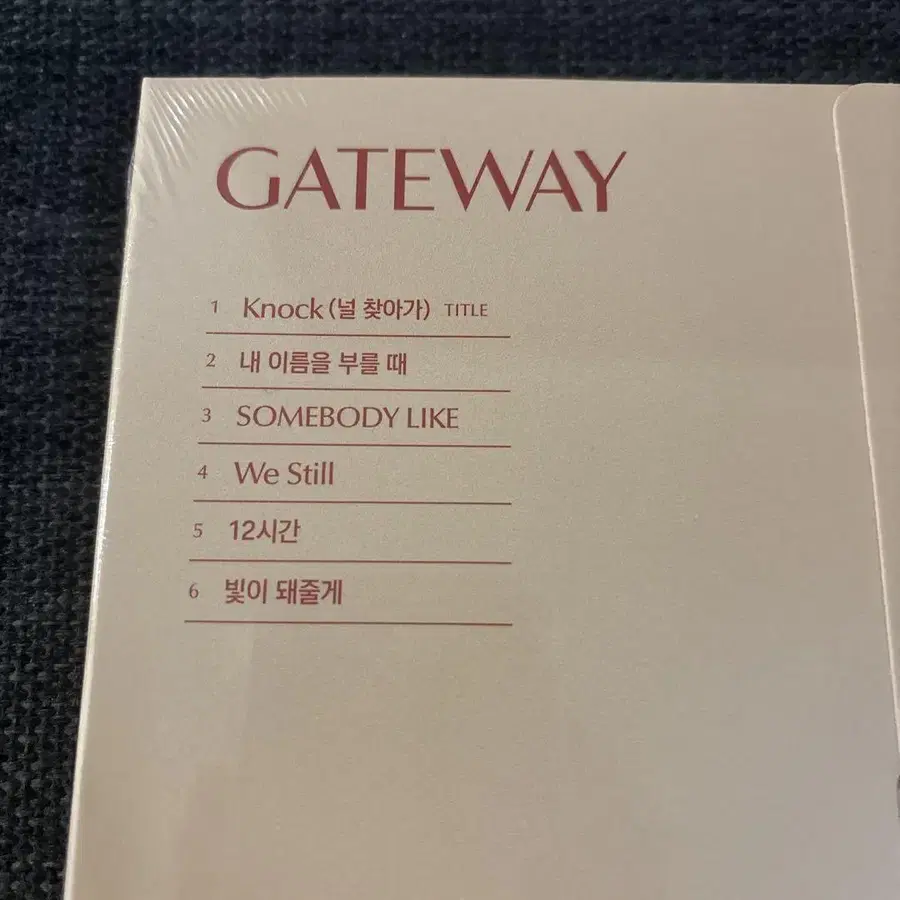 GATEWAY
1 Knock (널 찾아가) TITLE
2 내 이름을 부를 때
3 SOMEBODY LIKE
4 We Still
5 12시간
6 빛이 돼줄게